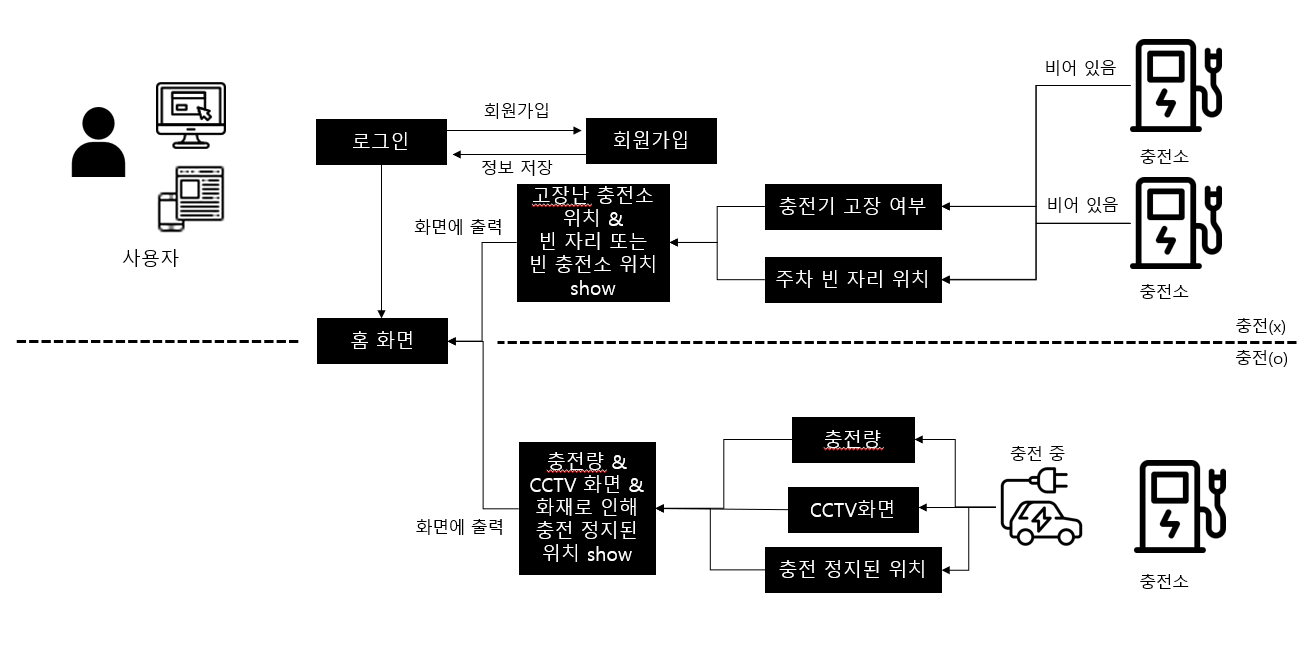 비어 있음
충전소
회원가입
로그인
회원가입
정보 저장
비어 있음
충전소
고장난 충전소
위치 &
빈 자리 또는
빈 충전소 위치
show
충전기 고장 여부
주차 빈 자리 위치
화면에 출력
사용자
홈 화면
충전(x)
충전(o)
충전량
충전 중
충전량 &
CCTV 화면 &
화재로 인해
충전 정지된
위치 show
CCTV화면
화면에 출력
충전 정지된 위치
충전소